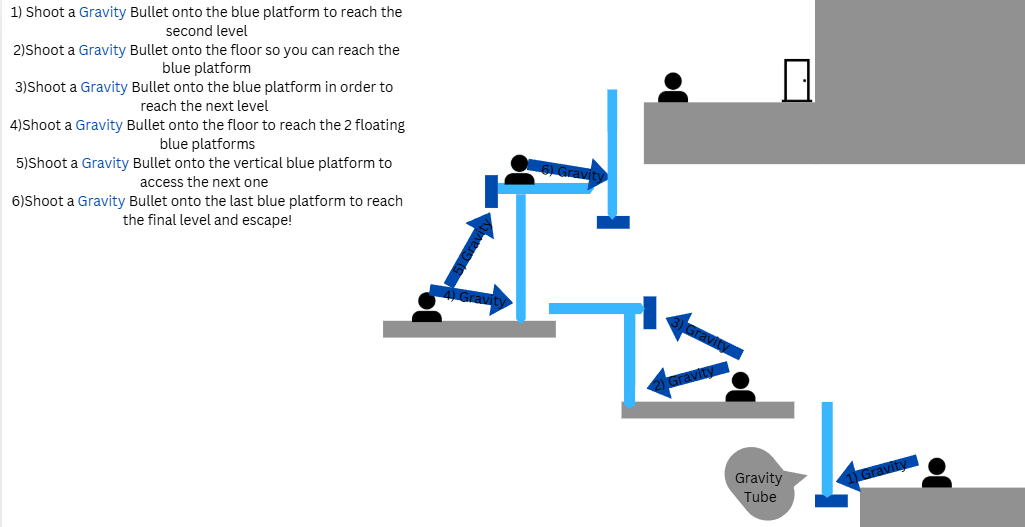 1) Shoot a Gravity Bullet onto the blue platform to reach the
second level
2)Shoot a Gravity Bullet onto the floor so you can reach the
blue platform
3)Shoot a Gravity Bullet onto the blue platform in order to
reach the next level
4)Shoot a Gravity Bullet onto the floor to reach the 2 floating
blue platforms
5)Shoot a Gravity Bullet onto the vertical blue platform to
access the next one
6)Shoot a Gravity Bullet onto the last blue platform to reach
the final level and escape!
6) Gravity
5) Gravity
4) Gravity
3) Gravity
2) Gravity
1) Gravity
Gravity
Tube